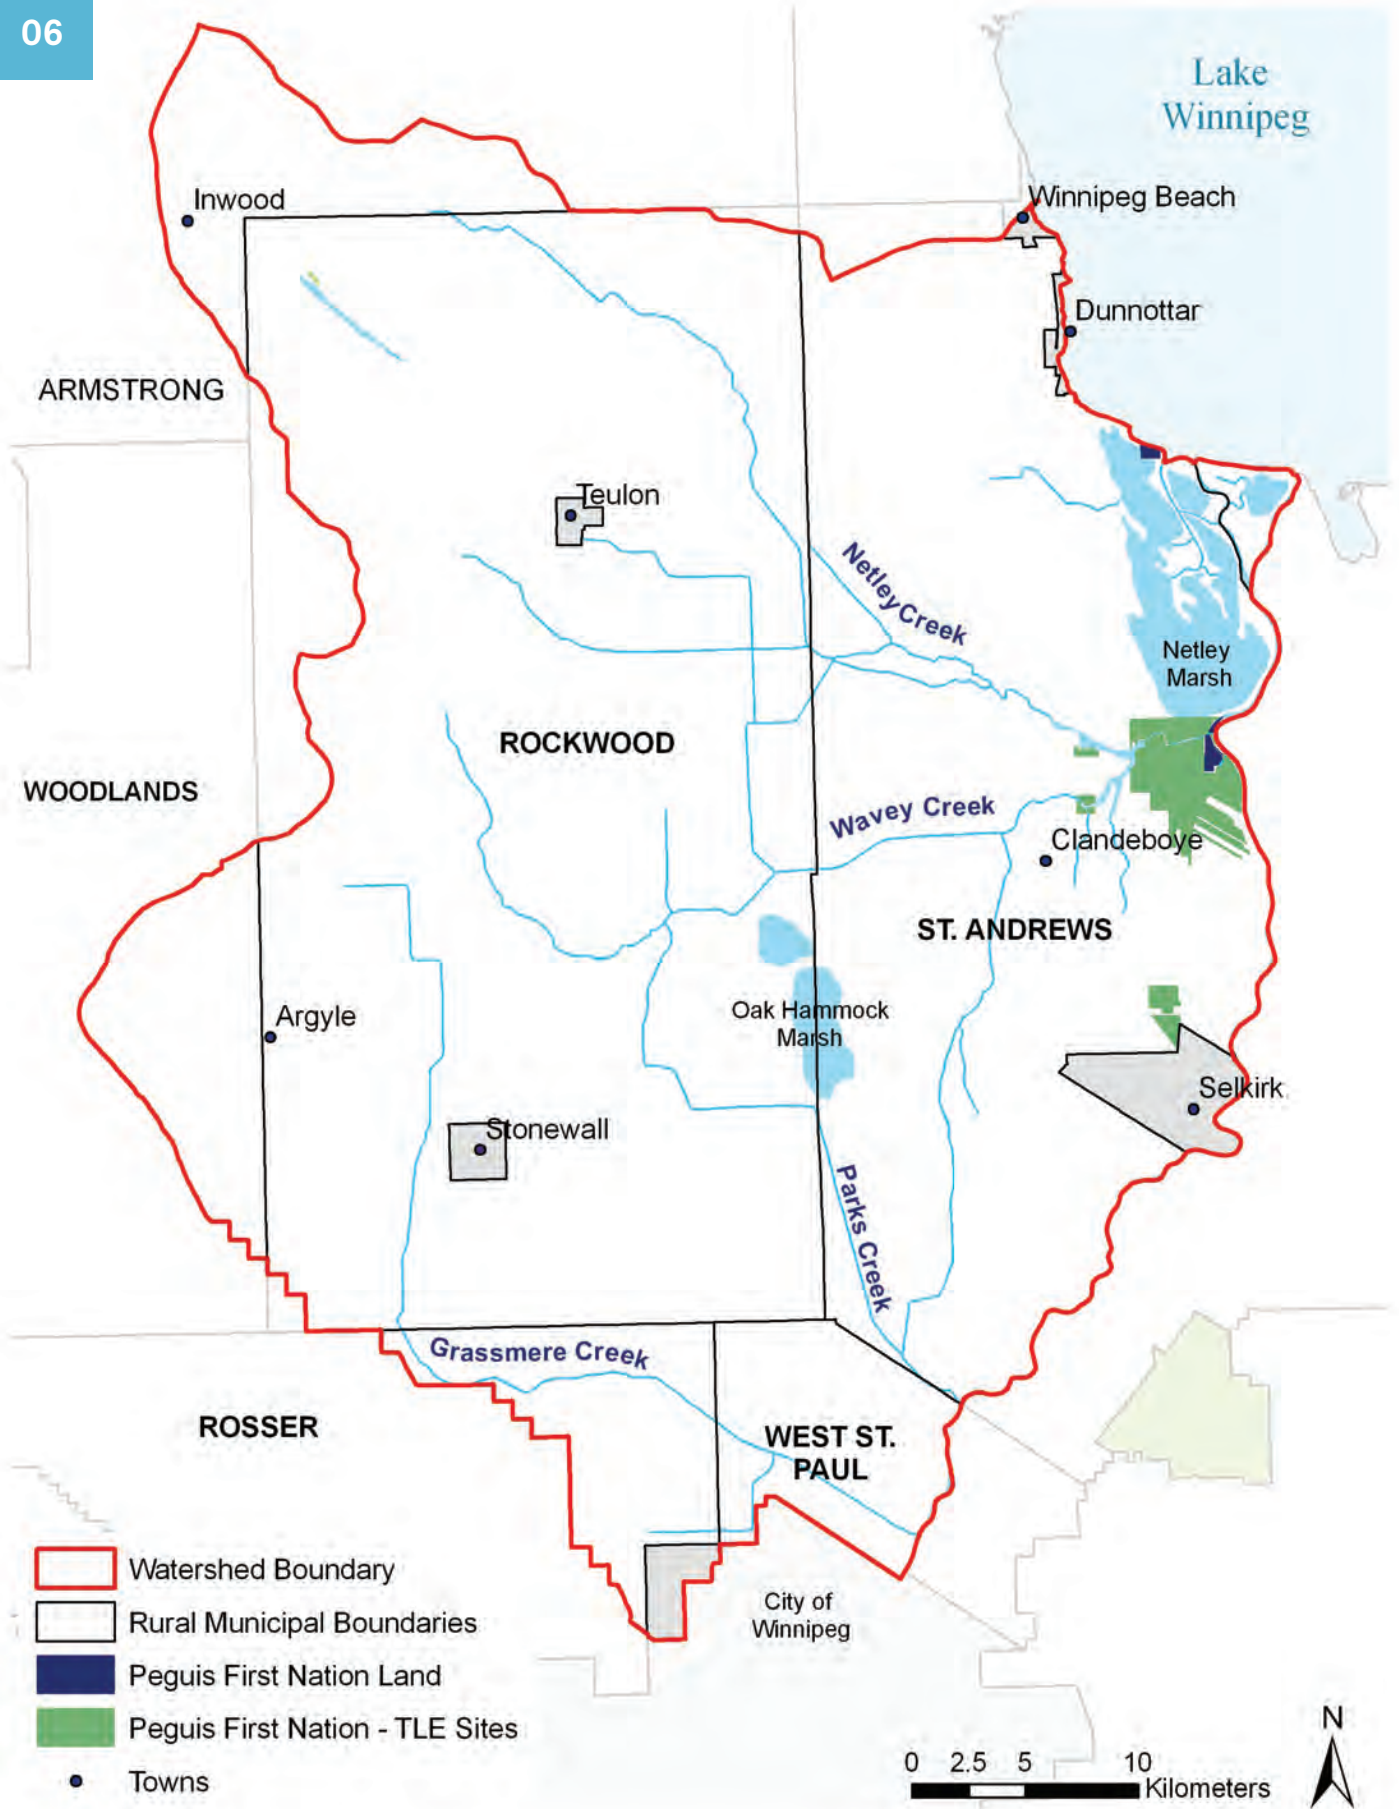 06
Lake
Winnipeg
Inwood
Winnipeg Beach
Dunnottar
ARMSTRONG
Teulon
Netley Creek
Netley
Marsh
ROCKWOOD
WOODLANDS
Wavey Creek
Clandeboye
ST. ANDREWS
Oak Hammock
Marsh
Argyle
Selkirk
Stonewall
Parks Creek
Grassmere Creek
ROSSER
WEST ST.
PAUL
City of
Winnipeg
Watershed Boundary
Rural Municipal Boundaries
Peguis First Nation Land
Peguis First Nation - TLE Sites
Towns
0 2.5 5 10
Kilometers
N